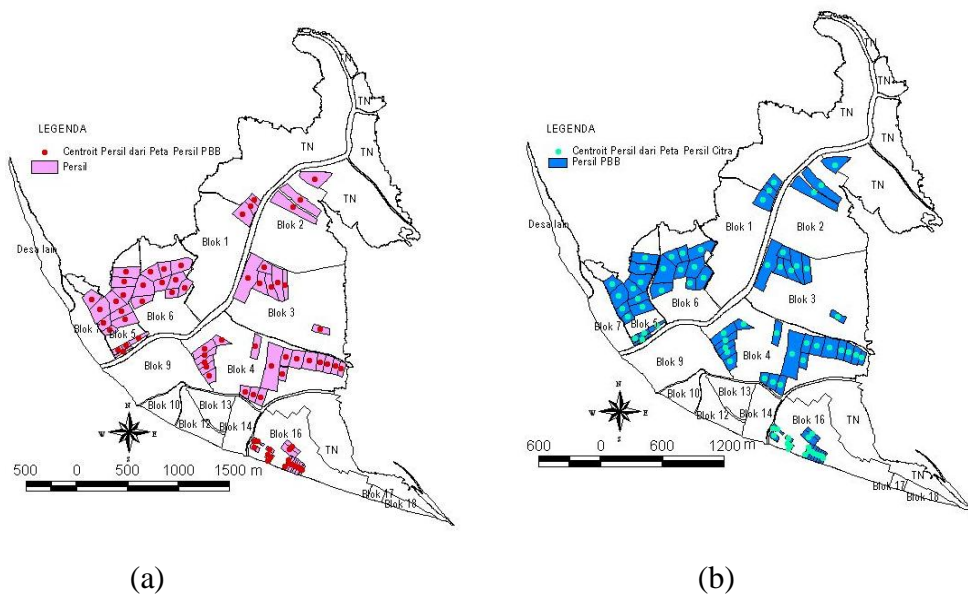 TN
TN
TN
TN
TN
TN
LEGENDA
Centroit Persil dari Peta Persil PBB
Persil
Desa lain
Blok 1
Blok 2
Blok 3
Blok 6
Blok 5
Blok 9
Blok 4
Blok 10
Blok 13
Blok 12
Blok 14
Blok 16
TN
Blok 17
Blok 18
N
W E
S
500 0 500 1000 1500 m
(a)
TN
TN
TN
TN
TN
TN
LEGENDA
Centroit Persil dari Peta Persil Citra
Persil PBB
Desa lain
Blok 1
Blok 2
Blok 3
Blok 6
Blok 7
Blok 5
Blok 9
Blok 4
Blok 10
Blok 13
Blok 12
Blok 14
Blok 16
TN
Blok 17
Blok 18
N
W E
S
600 0 600 1200 m
(b)